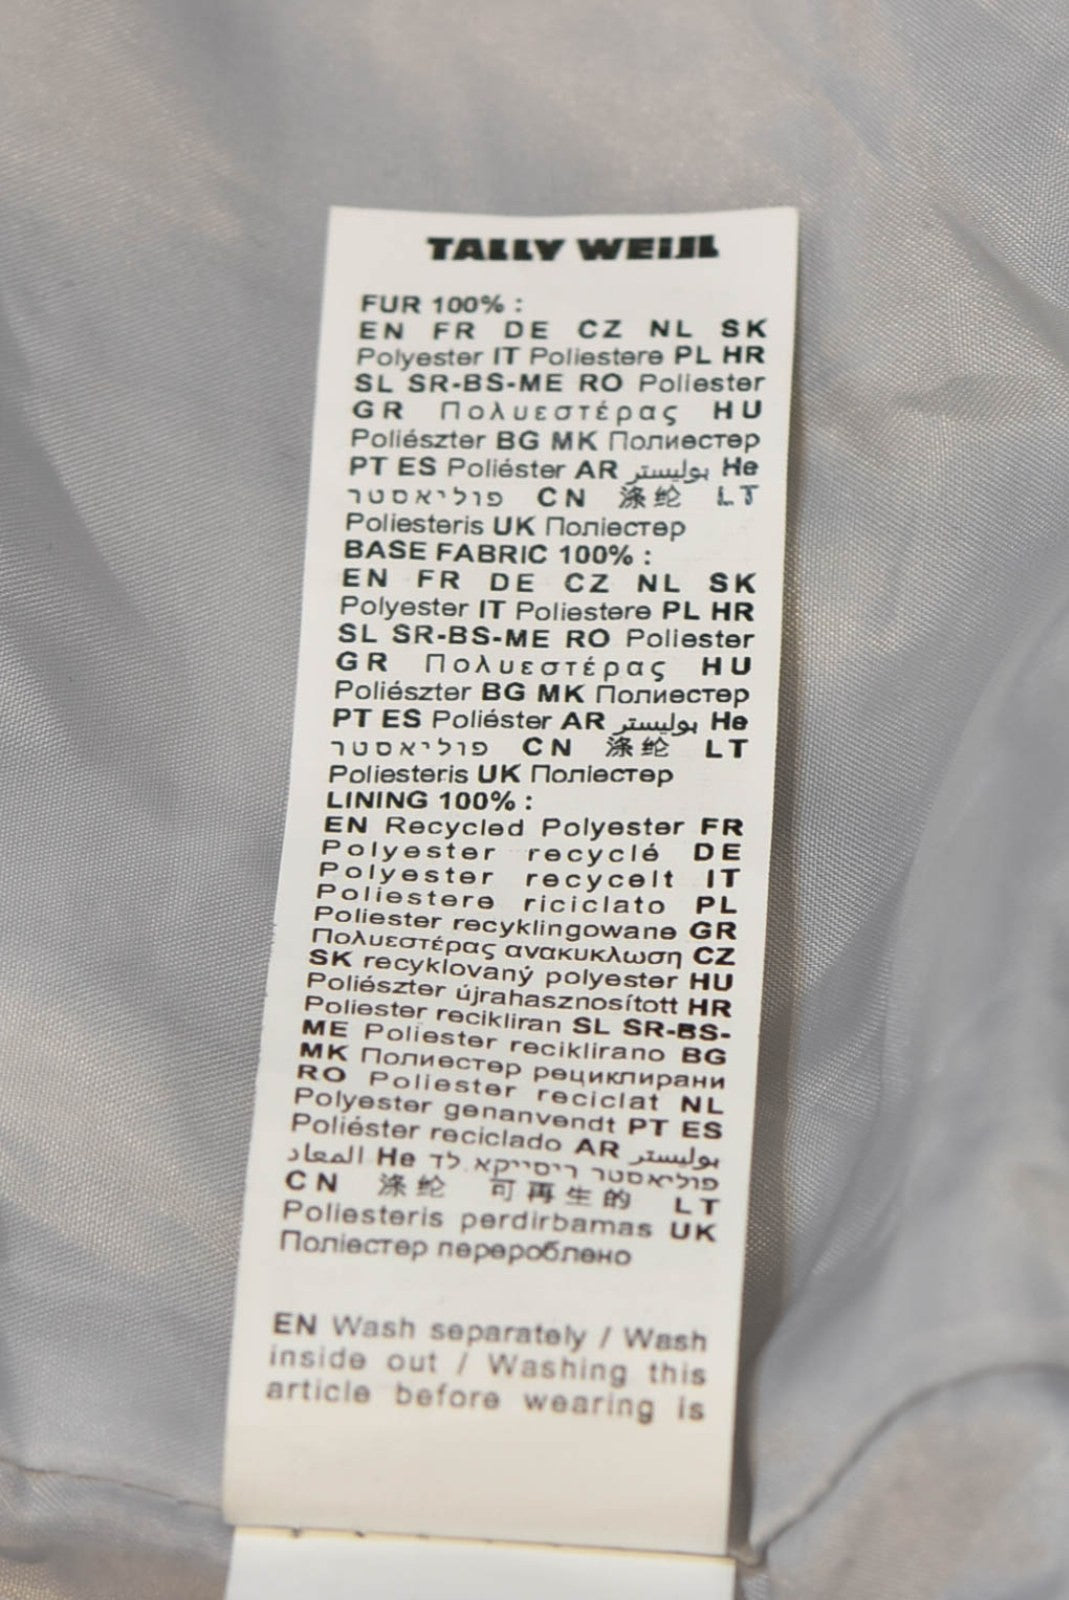 TALLY WEiJL
FUR 100% :
EN FR DE CZ NL SK
Polyester IT Poliestere PL HR
SL SR-BS-ME RO Poliester
GR Πολυεστέρας HU
Poliészter BG MK Полиестер
PT ES Poliéster AR بوليستر He
פוליאסטר CN 涤纶 LT
Poliesteris UK Поліестер
BASE FABRIC 100% :
EN FR DE CZ NL SK
Polyester IT Poliestere PL HR
SL SR-BS-ME RO Poliester
GR Πολυεστέρας HU
Poliészter BG MK Полиестер
PT ES Poliéster AR بوليستر He
פוליאסטר CN 涤纶 LT
Poliesteris UK Поліестер
LINING 100% :
EN Recycled Polyester FR
Polyester recyclé DE
Polyester recycelt IT
Poliestere riciclato PL
Poliester recyklingowane GR
Πολυεστέρας ανακυκλωση CZ
SK recyklovaný polyester HU
Poliészter újrahasznosított HR
Poliester recikliran SL SR-BS-
ME Poliester reciklirano BG
MK Полиестер рециклирани
RO Poliester reciclat NL
Polyester genanvendt PT ES
Poliéster reciclado AR بوليستر
المعاد He פוליאסטר ריסייקא לד
CN 涤纶 可再生的 LT
Poliesteris perdirbamas UK
Поліестер перероблено
EN Wash separately / Wash
inside out / Washing this
article before wearing is